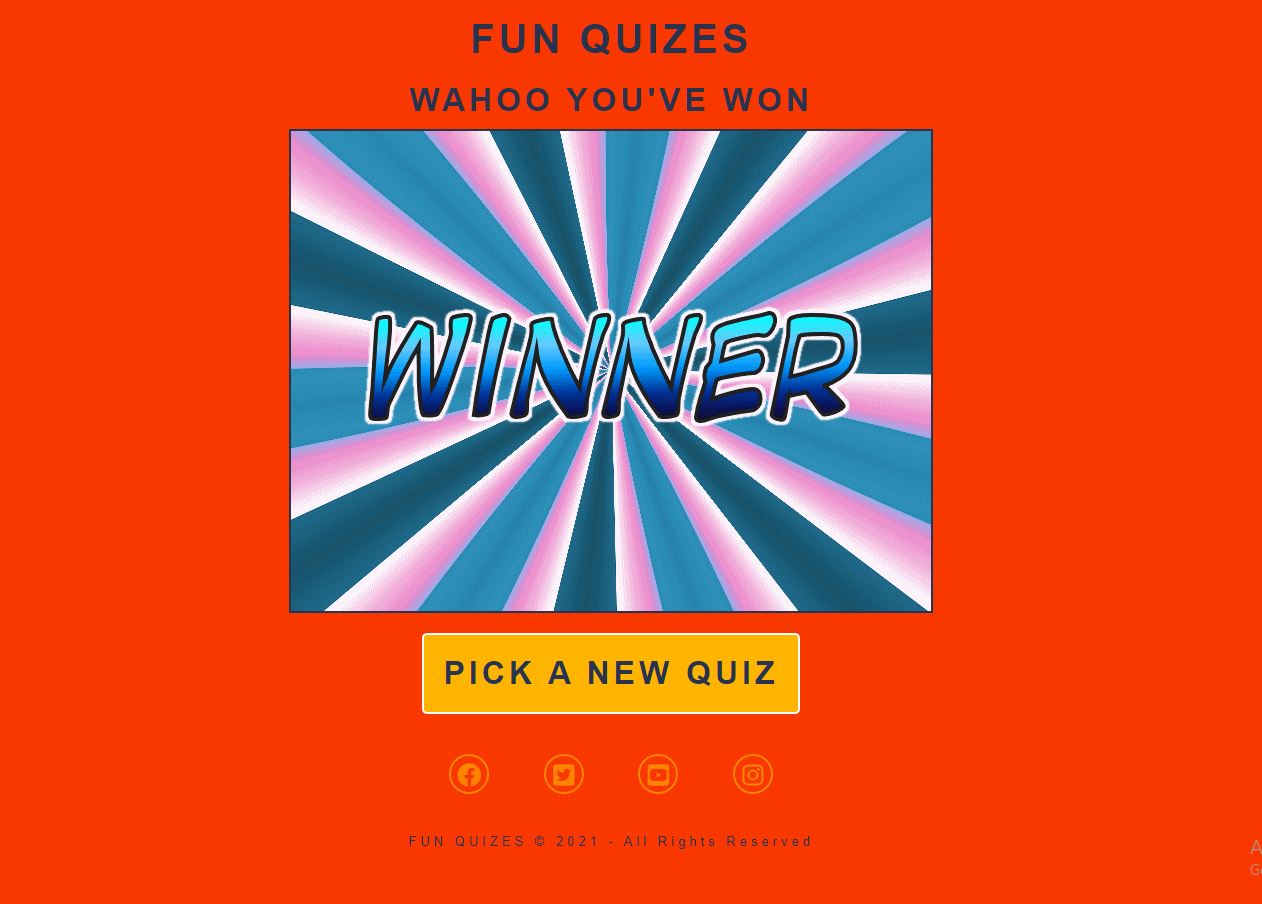 FUN QUIZES
WAHOO YOU'VE WON
WINNER
PICK A NEW QUIZ
FUN QUIZES © 2021 - All Rights Reserved